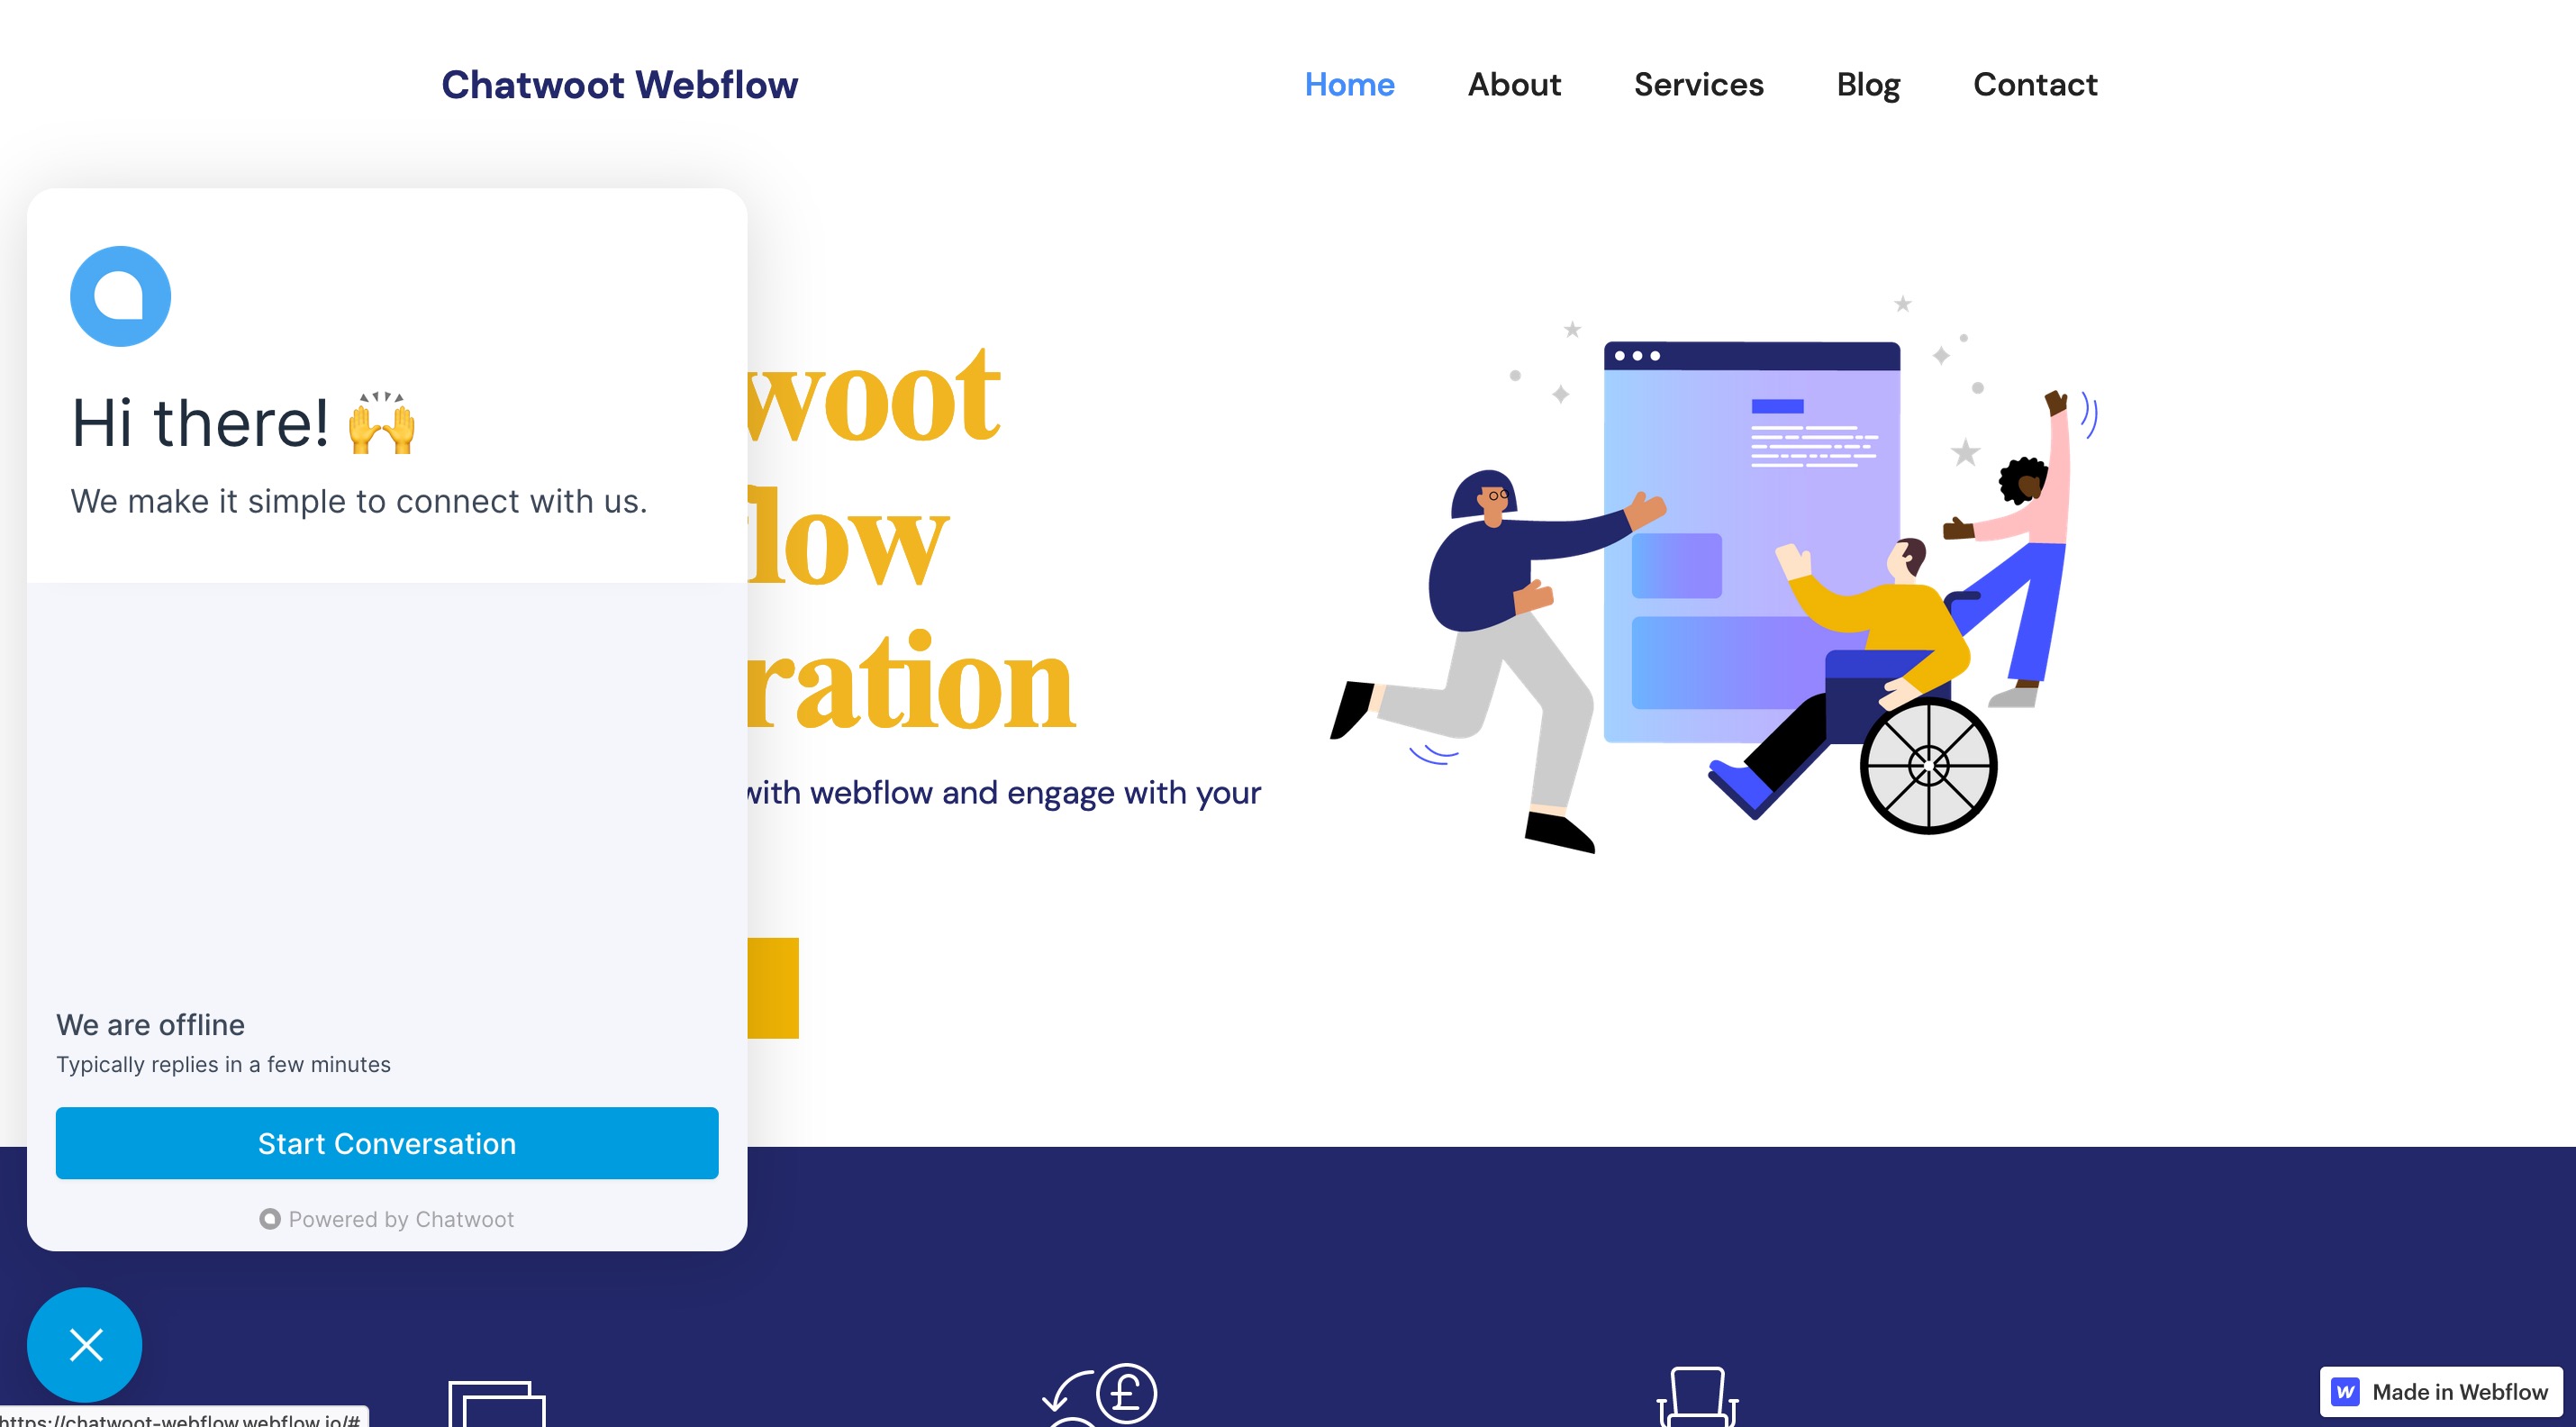 Chatwoot Webflow
Home About Services Blog Contact
Hi there! 🙌
We make it simple to connect with us.
woot
flow
ration
with webflow and engage with your
We are offline
Typically replies in a few minutes
Start Conversation
Powered by Chatwoot
Made in Webflow
https://chatwoot-webflow.webflow.io/#